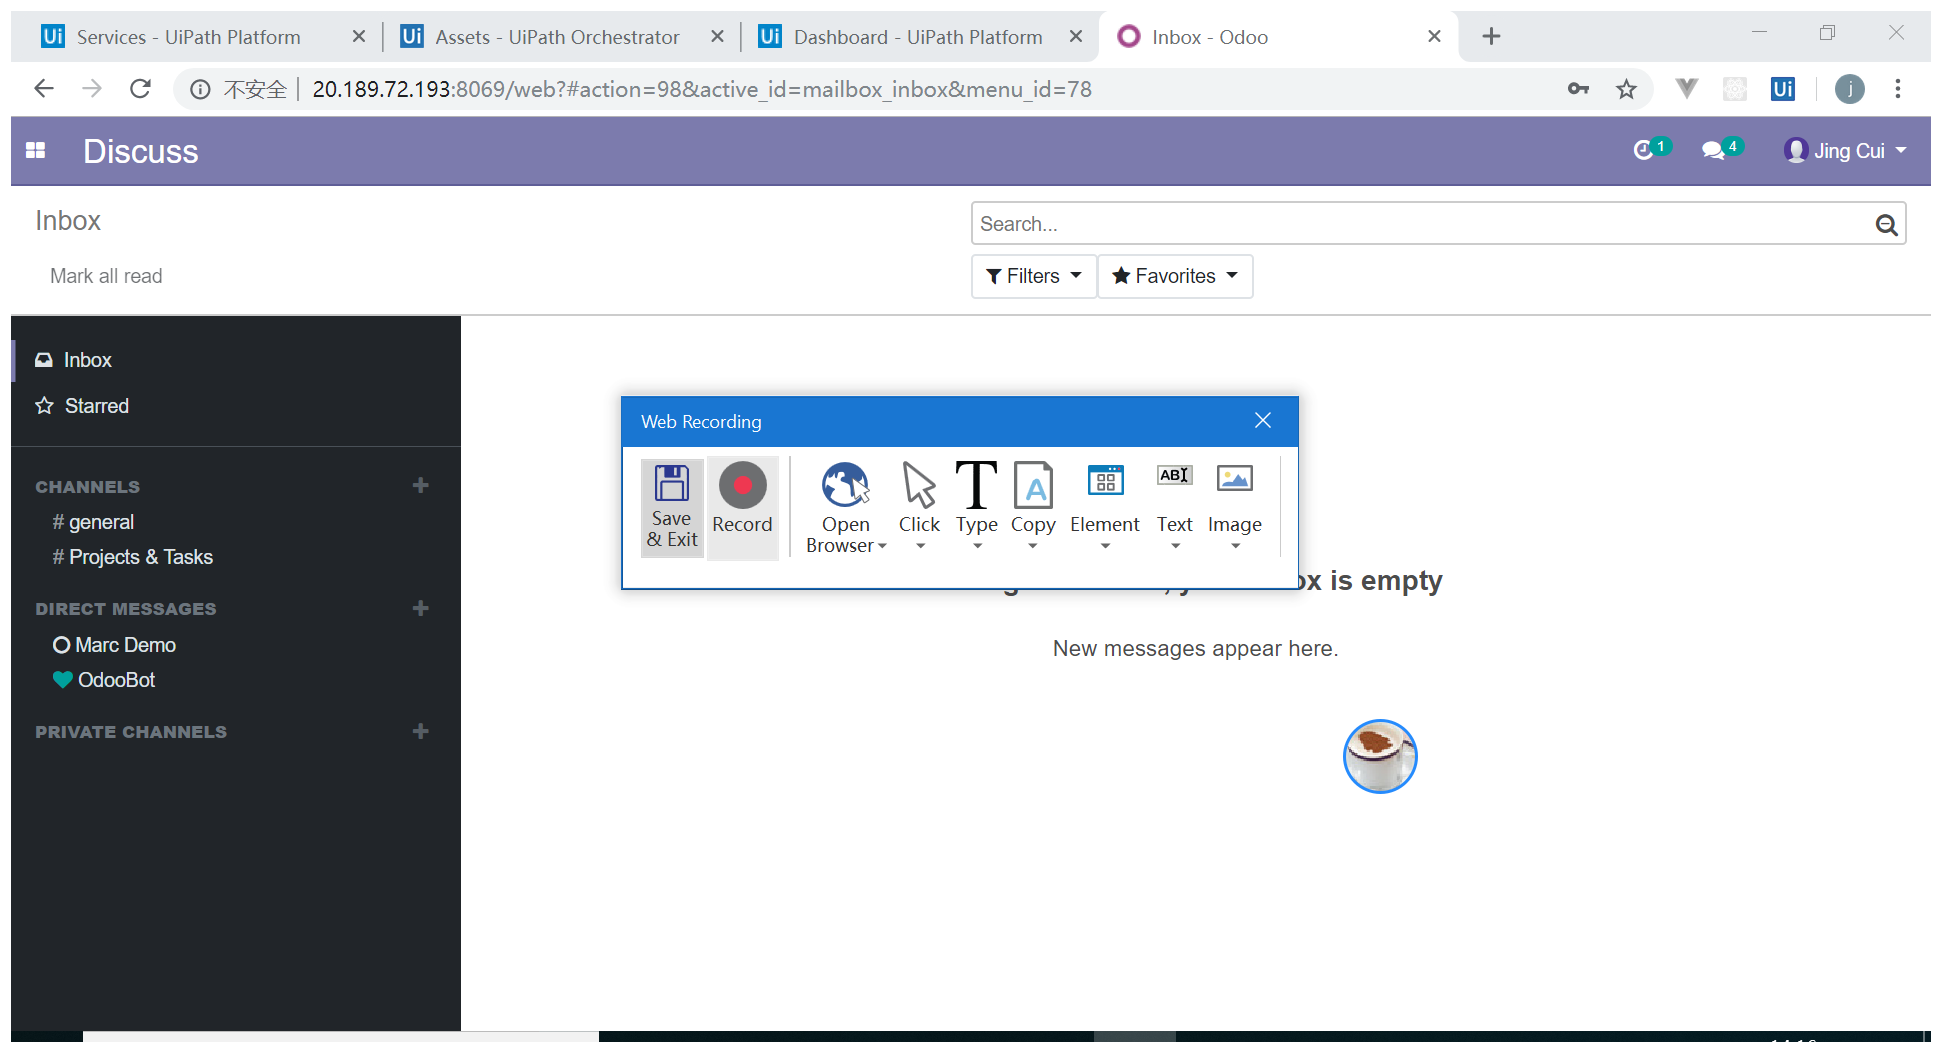 Services - UiPath Platform
Assets - UiPath Orchestrator
Dashboard - UiPath Platform
Inbox - Odoo
不安全
20.189.72.193:8069/web?#action=98&active_id=mailbox_inbox&menu_id=78
Ui
j
Discuss
1
4
Jing Cui
Inbox
Search...
Mark all read
Filters
Favorites
Inbox
Starred
CHANNELS
# general
# Projects & Tasks
DIRECT MESSAGES
Marc Demo
OdooBot
PRIVATE CHANNELS
Web Recording
Save & Exit
Record
Open Browser
Click
Type
Copy
Element
Text
Image
is empty
New messages appear here.